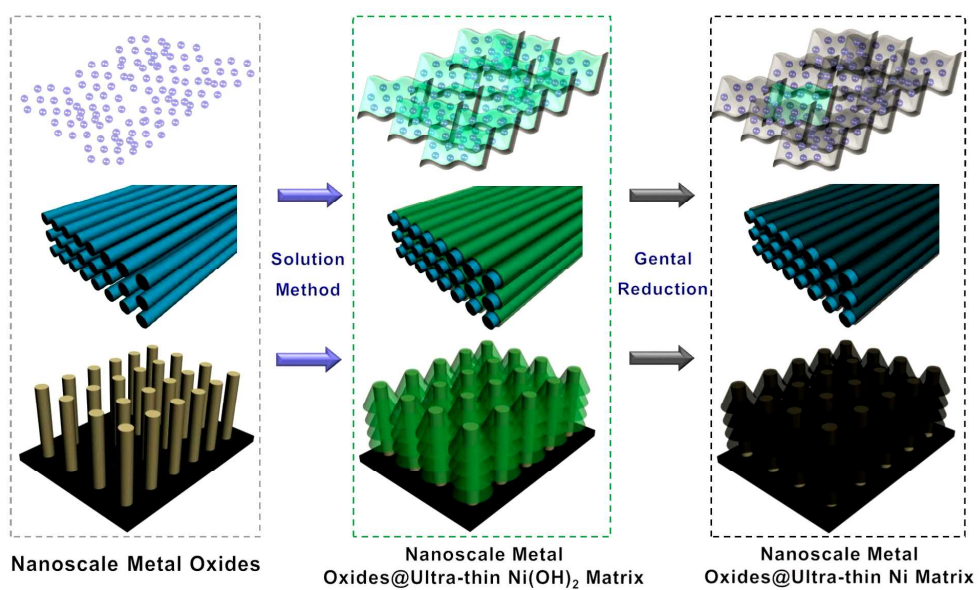 Solution
Method
Gental
Reduction
Nanoscale Metal Oxides
Nanoscale Metal
Oxides@Ultra-thin Ni(OH)₂ Matrix
Nanoscale Metal
Oxides@Ultra-thin Ni Matrix